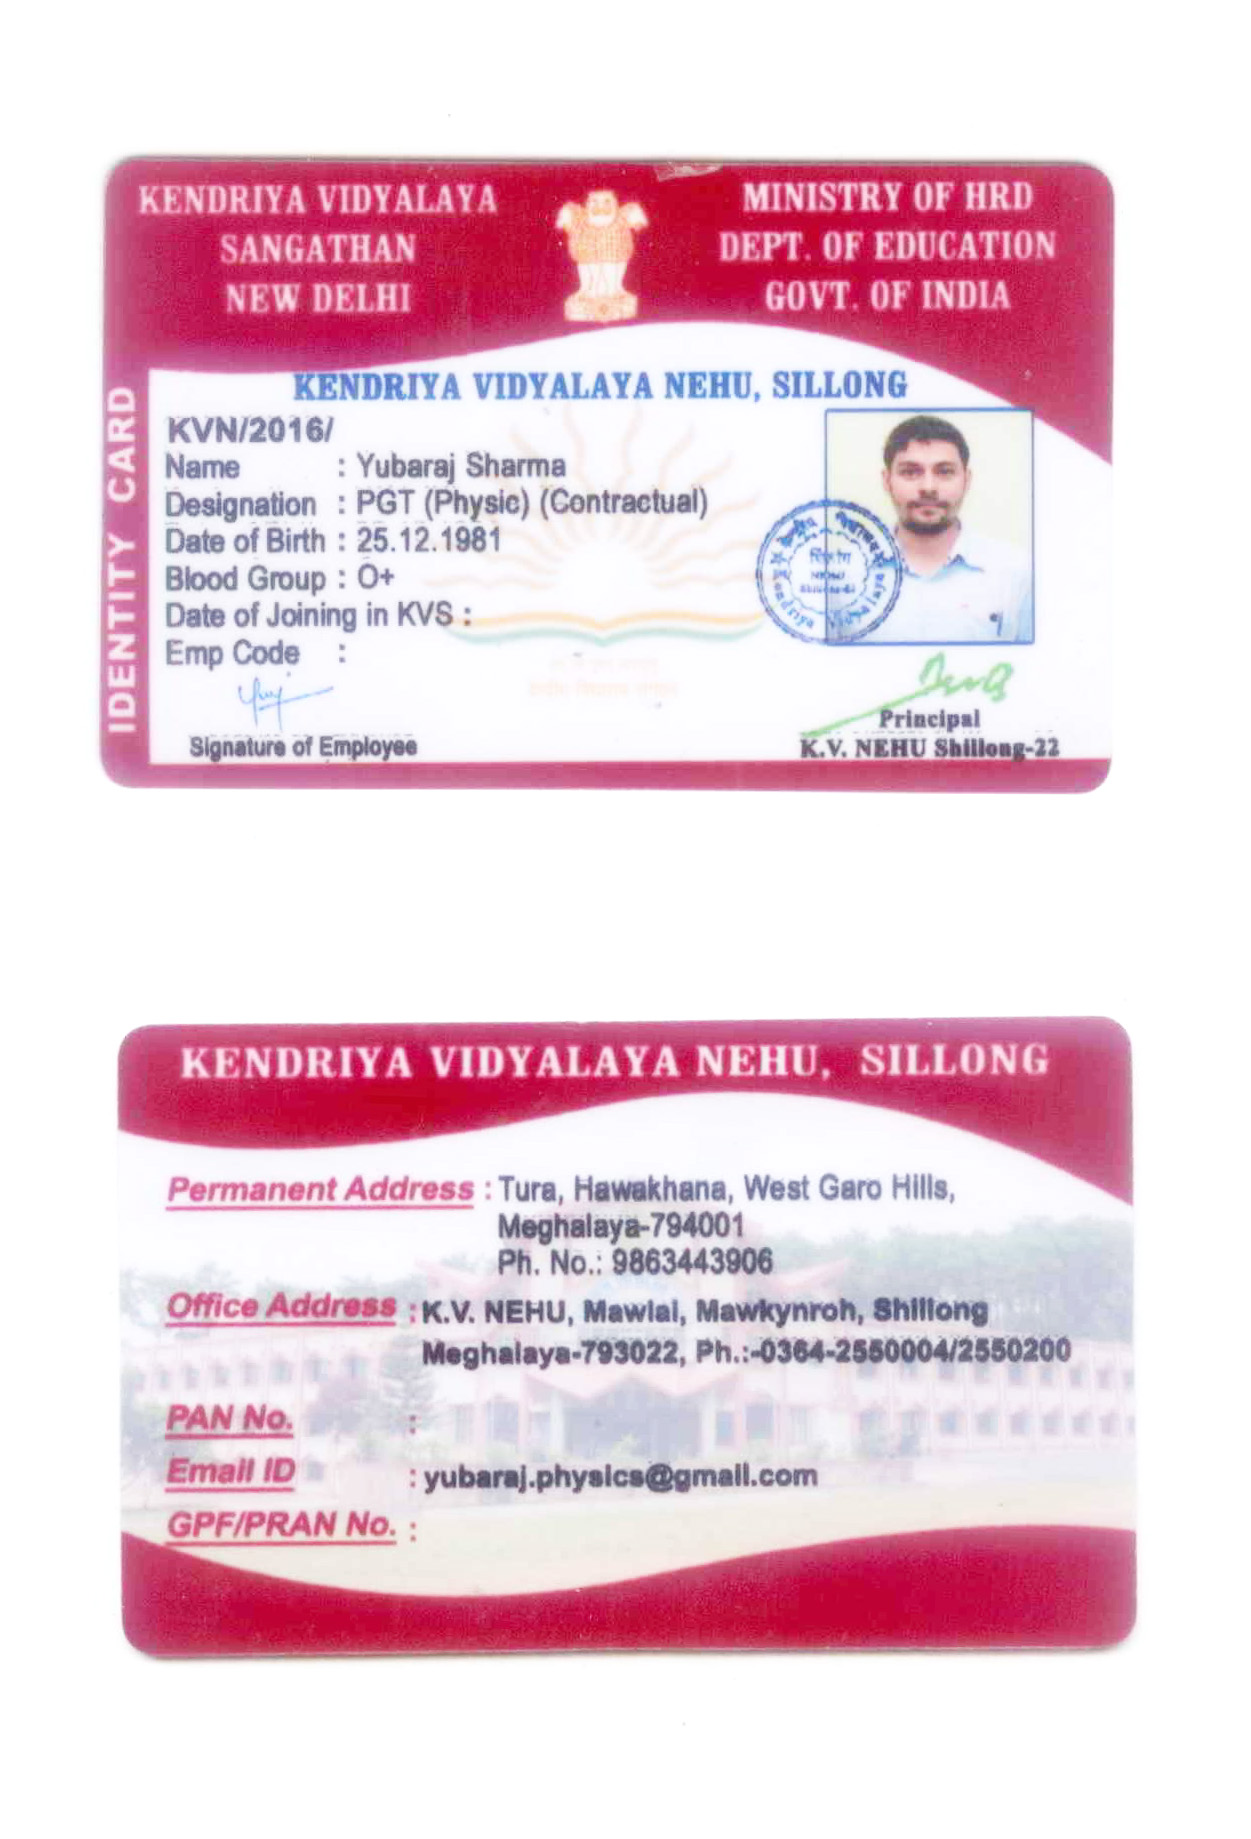 KENDRIYA VIDYALAYA
SANGATHAN
NEW DELHI
MINISTRY OF HRD
DEPT. OF EDUCATION
GOVT. OF INDIA
IDENTITY CARD
KENDRIYA VIDYALAYA NEHU, SILLONG
KVN/2016/
Name : Yubaraj Sharma
Designation : PGT (Physic) (Contractual)
Date of Birth : 25.12.1981
Blood Group : O+
Date of Joining in KVS :
Emp Code :
Kendriya Vidyalaya
Signature of Employee
Principal
K.V. NEHU Shillong-22
KENDRIYA VIDYALAYA NEHU, SILLONG
Permanent Address : Tura, Hawakhana, West Garo Hills,
Meghalaya-794001
Ph. No.: 9863443906
Office Address : K.V. NEHU, Mawlai, Mawkynroh, Shillong
Meghalaya-793022, Ph.:-0364-2550004/2550200
PAN No. :
Email ID : yubaraj.physics@gmail.com
GPF/PRAN No. :